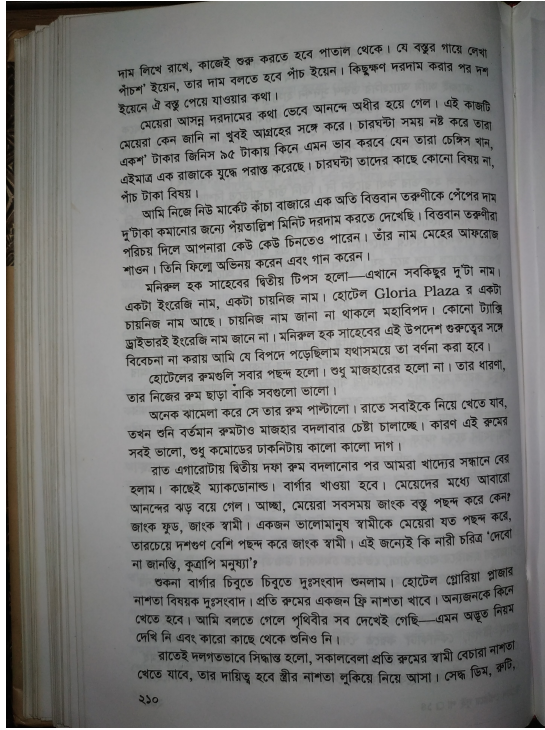 দাম লিখে রাখে, কাজেই শুরু করতে হবে পাতাল থেকে। যে বস্তুর গায়ে লেখা
পাঁচশ' ইয়েন, তার দাম বলতে হবে পাঁচ ইয়েন। কিছুক্ষণ দরদাম করার পর দশ
ইয়েনে ঐ বস্তু পেয়ে যাওয়ার কথা।
মেয়েরা আসন্ন দরদামের কথা ভেবে আনন্দে অধীর হয়ে গেল। এই কাজটি
মেয়েরা কেন জানি না খুবই আগ্রহের সঙ্গে করে। চারঘন্টা সময় নষ্ট করে তারা
একশ' টাকার জিনিস ৯৫ টাকায় কিনে এমন ভাব করবে যেন তারা চেঙ্গিস খান,
এইমাত্র এক রাজাকে যুদ্ধে পরাস্ত করেছে। চারঘন্টা তাদের কাছে কোনো বিষয় না,
পাঁচ টাকা বিষয়।
আমি নিজে নিউ মার্কেট কাঁচা বাজারে এক অতি বিত্তবান তরুণীকে পেঁপের দাম
দু'টাকা কমানোর জন্যে পঁয়তাল্লিশ মিনিট দরদাম করতে দেখেছি। বিত্তবান তরুণীরা
পরিচয় দিলে আপনারা কেউ কেউ চিনতেও পারেন। তাঁর নাম মেহের আফরোজ
শাওন। তিনি ফিল্মে অভিনয় করেন এবং গান করেন।
মনিরুল হক সাহেবের দ্বিতীয় টিপস হলো—এখানে সবকিছুর দু'টা নাম।
একটা ইংরেজি নাম, একটা চায়নিজ নাম। হোটেল Gloria Plaza র একটা
চায়নিজ নাম আছে। চায়নিজ নাম জানা না থাকলে মহাবিপদ। কোনো ট্যাক্সি
ড্রাইভারই ইংরেজি নাম জানে না। মনিরুল হক সাহেবের এই উপদেশ গুরুত্বের সঙ্গে
বিবেচনা না করায় আমি যে বিপদে পড়েছিলাম যথাসময়ে তা বর্ণনা করা হবে।
হোটেলের রুমগুলি সবার পছন্দ হলো। শুধু মাজহারের হলো না। তার ধারণা,
তার নিজের রুম ছাড়া বাকি সবগুলো ভালো।
অনেক ঝামেলা করে সে তার রুম পাল্টালো। রাতে সবাইকে নিয়ে খেতে যাব,
তখন শুনি বর্তমান রুমটাও মাজহার বদলাবার চেষ্টা চালাচ্ছে। কারণ এই রুমের
সবই ভালো, শুধু কমোডের ঢাকনিটায় কালো কালো দাগ।
রাত এগারোটায় দ্বিতীয় দফা রুম বদলানোর পর আমরা খাদ্যের সন্ধানে বের
হলাম। কাছেই ম্যাকডোনাল্ড। বার্গার খাওয়া হবে। মেয়েদের মধ্যে আবারো
আনন্দের ঝড় বয়ে গেল। আচ্ছা, মেয়েরা সবসময় জাংক বস্তু পছন্দ করে কেন?
জাংক ফুড, জাংক স্বামী। একজন ভালোমানুষ স্বামীকে মেয়েরা যত পছন্দ করে,
তারচেয়ে দশগুণ বেশি পছন্দ করে জাংক স্বামী। এই জন্যেই কি নারী চরিত্র 'দেবা
না জানন্তি, কুত্রাপি মনুষ্যা'?
শুকনা বার্গার চিবুতে চিবুতে দুঃসংবাদ শুনলাম। হোটেল গ্লোরিয়া প্লাজার
নাশতা বিষয়ক দুঃসংবাদ। প্রতি রুমের একজন ফ্রি নাশতা খাবে। অন্যজনকে কিনে
খেতে হবে। আমি বলতে গেলে পৃথিবীর সব দেখেই গেছি—এমন অদ্ভুত নিয়ম
দেখি নি এবং কারো কাছে থেকে শুনিও নি।
রাতেই দলগতভাবে সিদ্ধান্ত হলো, সকালবেলা প্রতি রুমের স্বামী বেচারা নাশতা
খেতে যাবে, তার দায়িত্ব হবে স্ত্রীর নাশতা লুকিয়ে নিয়ে আসা। সেদ্ধ ডিম, রুটি,
২১০